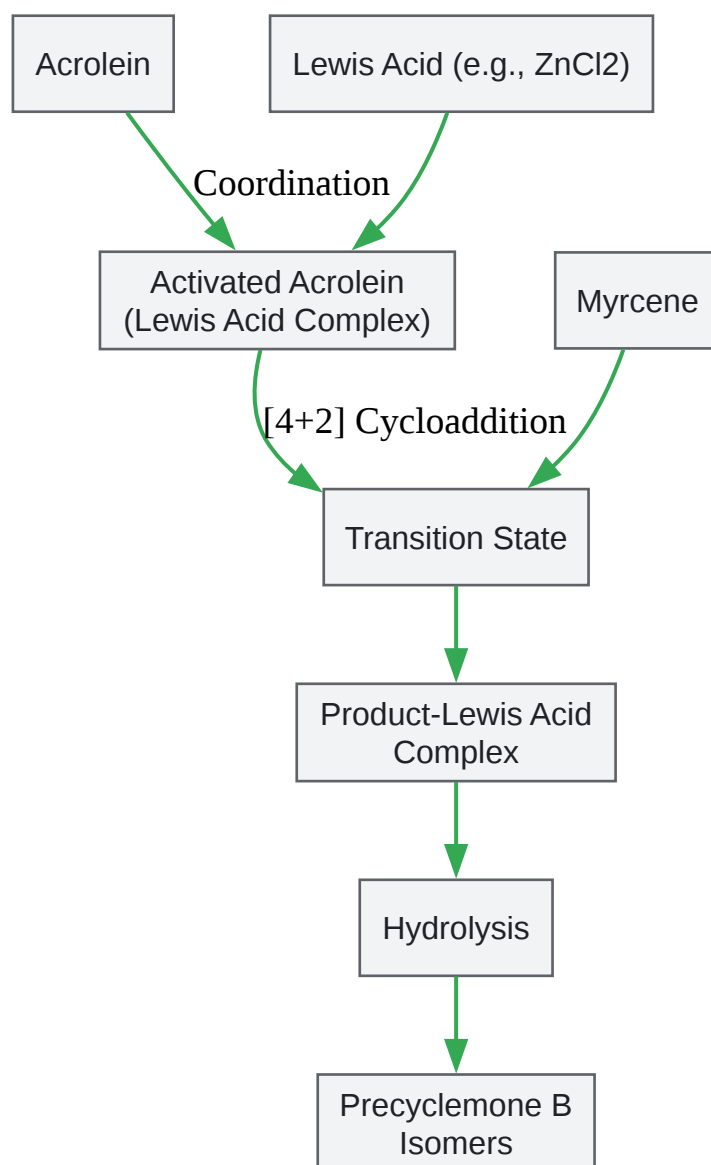 Acrolein
Lewis Acid (e.g., ZnCl2)
Coordination
Activated Acrolein
(Lewis Acid Complex)
Myrcene
[4+2] Cycloaddition
Transition State
Product-Lewis Acid
Complex
Hydrolysis
Precyclemone B
Isomers